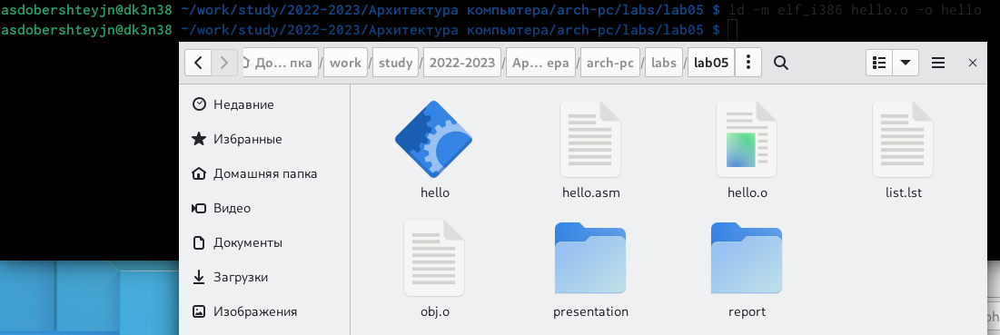 asdobershteyjn@dk3n38 ~/work/study/2022-2023/Архитектура компьютера/arch-pc/labs/lab05 $ ld -m elf_i386 hello.o -o hello
asdobershteyjn@dk3n38 ~/work/study/2022-2023/Архитектура компьютера/arch-pc/labs/lab05 $
До… пка / work / study / 2022-2023 / Ар… ера / arch-pc / labs / lab05
Недавние
Избранные
Домашняя папка
Видео
Документы
Загрузки
Изображения
hello
hello.asm
hello.o
list.lst
obj.o
presentation
report